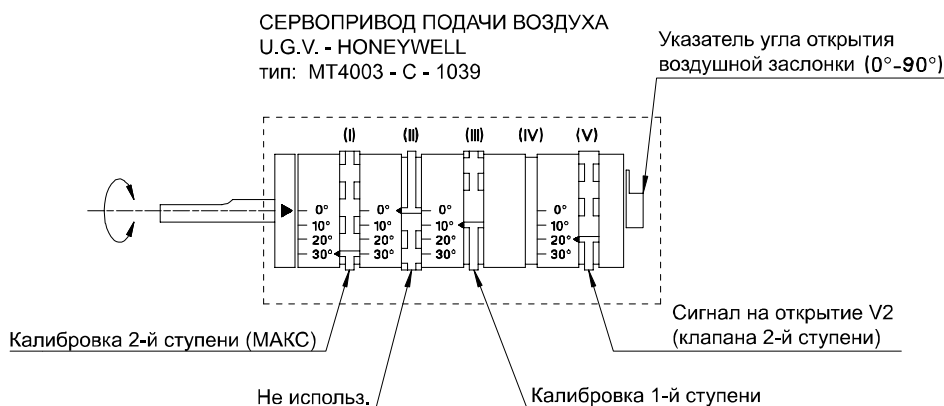 СЕРВОПРИВОД ПОДАЧИ ВОЗДУХА
U.G.V. - HONEYWELL
тип: МТ4003 - С - 1039
Указатель угла открытия
воздушной заслонки (0°-90°)
(I) (II) (III) (IV) (V)
0° 0° 0° 0°
10° 10° 10° 10°
20° 20° 20° 20°
30° 30° 30° 30°
Калибровка 2-й ступени (МАКС)
Сигнал на открытие V2
(клапана 2-й ступени)
Не использ.
Калибровка 1-й ступени